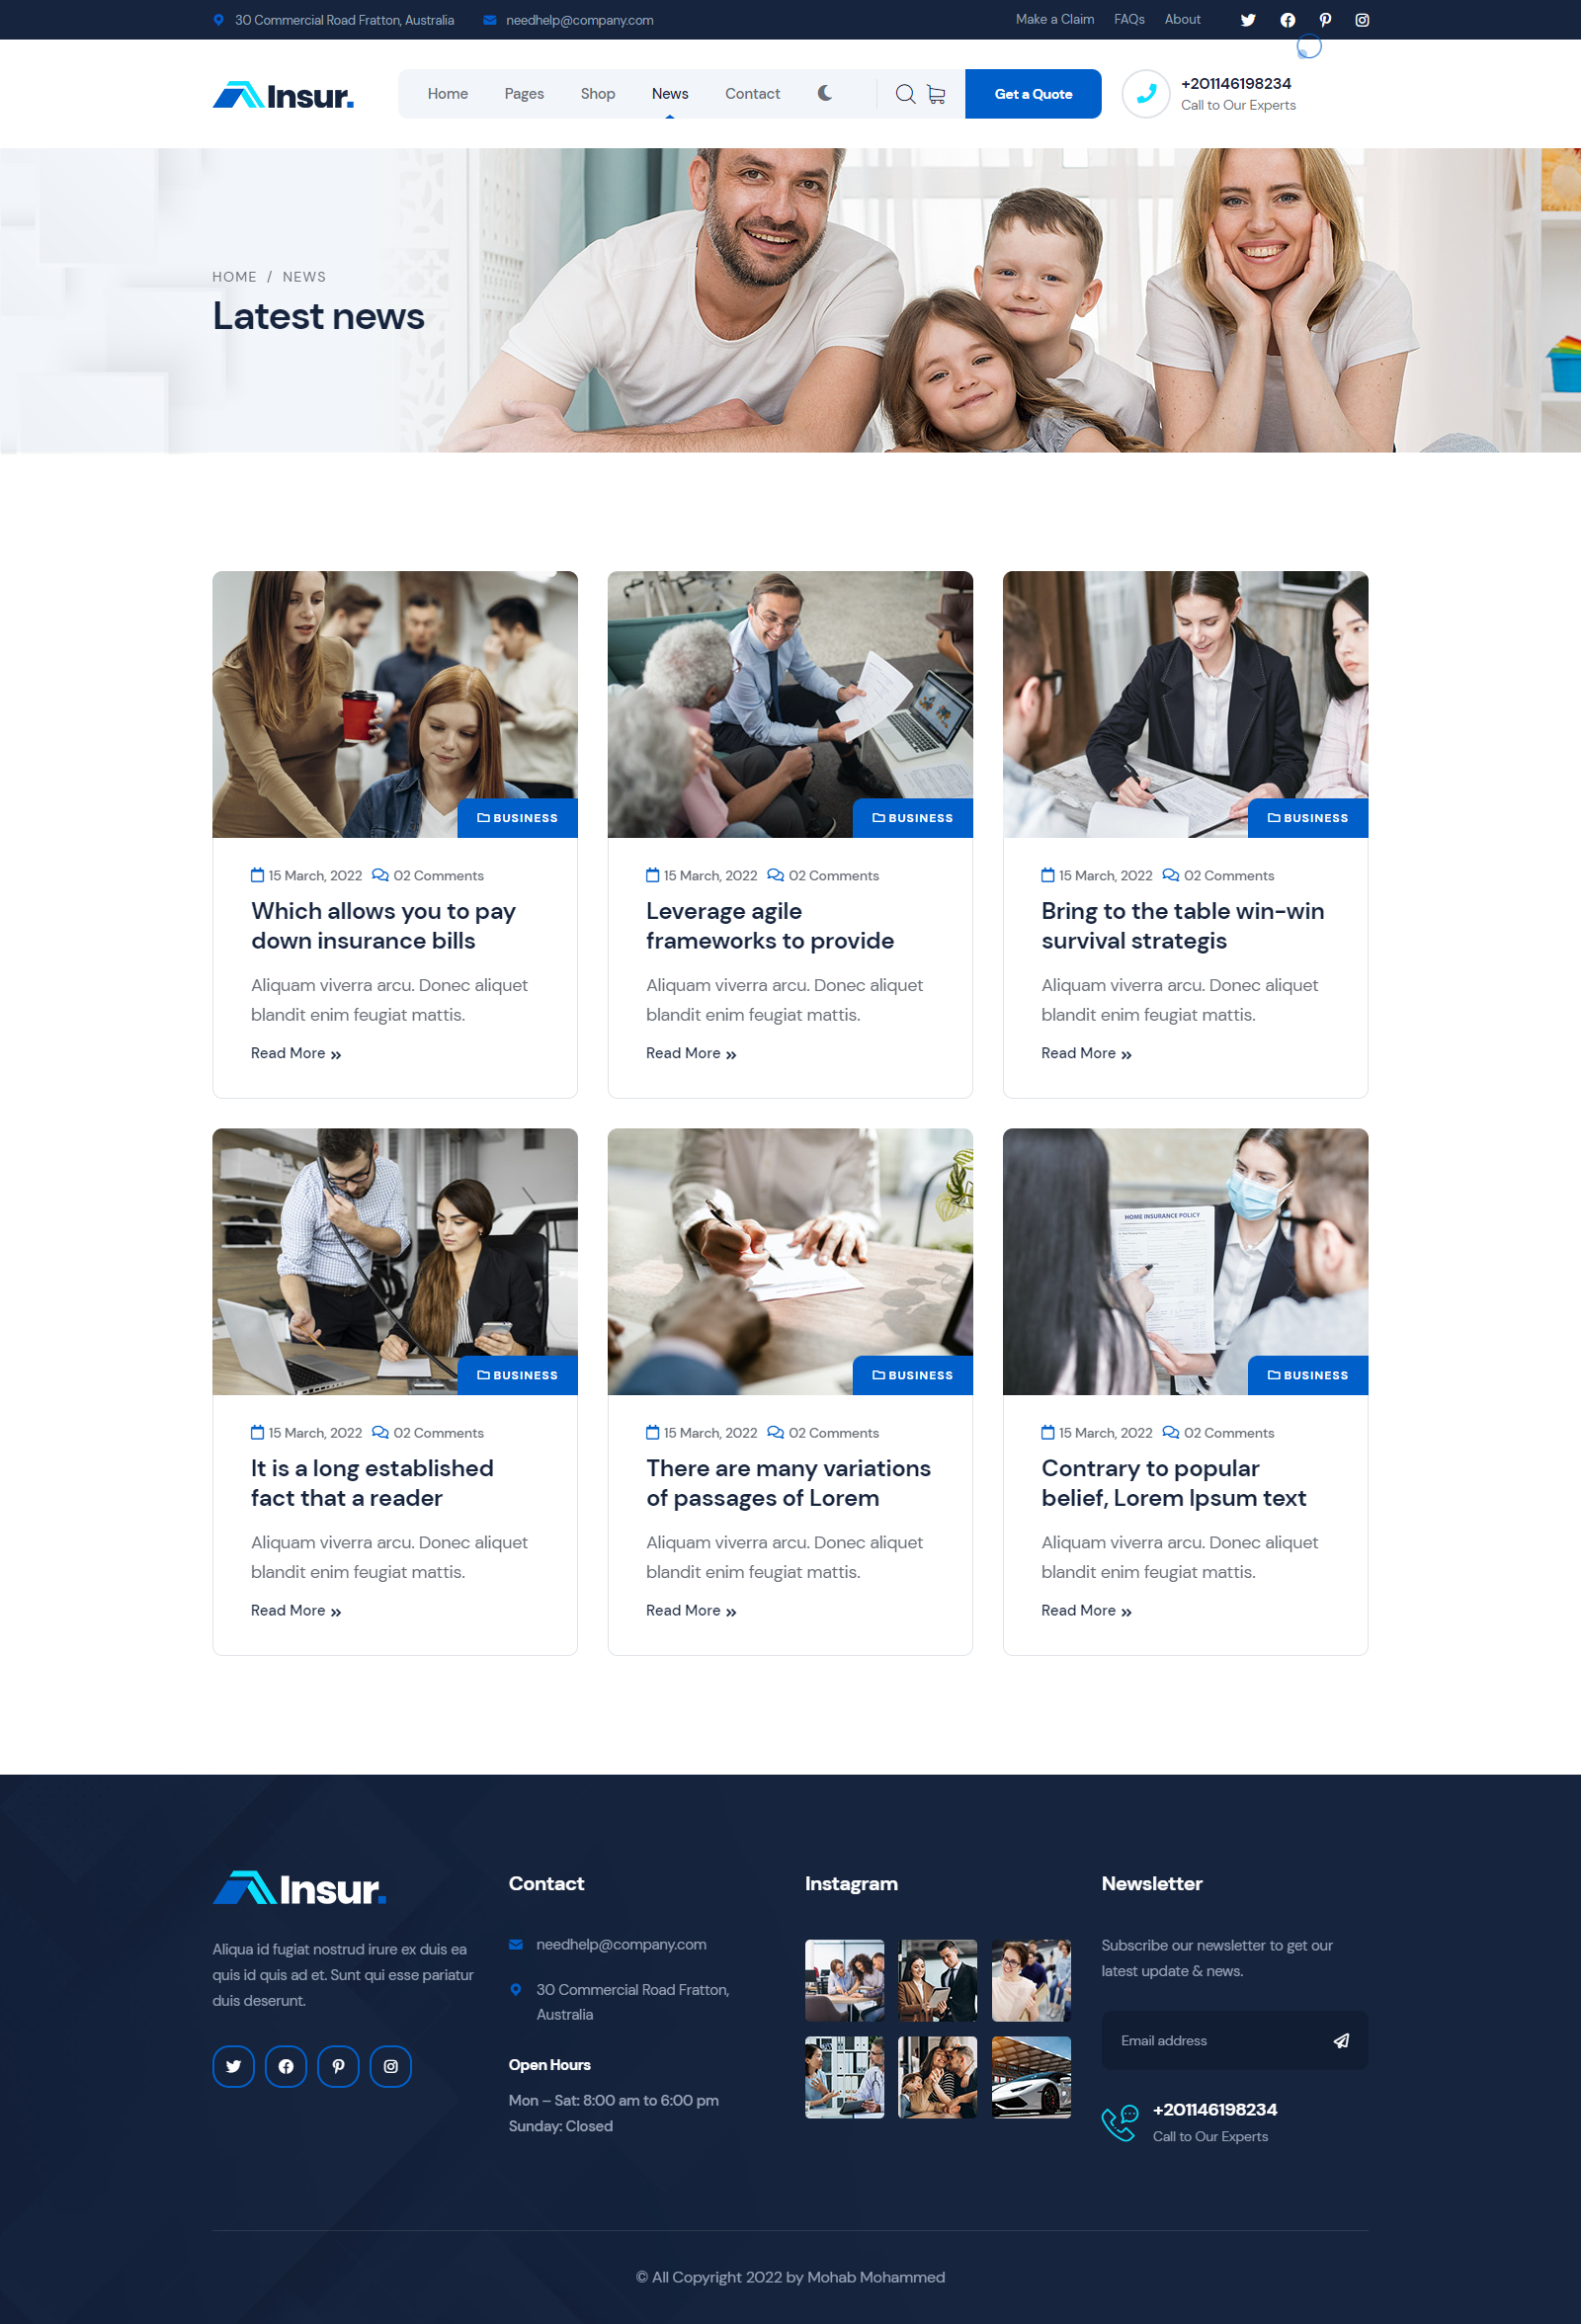 30 Commercial Road Fratton, Australia
needhelp@company.com
Make a Claim
FAQs
About
Insur.
Home
Pages
Shop
News
Contact
Get a Quote
+201146198234
Call to Our Experts
HOME / NEWS
Latest news
BUSINESS
BUSINESS
BUSINESS
15 March, 2022 02 Comments
Which allows you to pay
down insurance bills
Aliquam viverra arcu. Donec aliquet
blandit enim feugiat mattis.
Read More
15 March, 2022 02 Comments
Leverage agile
frameworks to provide
Aliquam viverra arcu. Donec aliquet
blandit enim feugiat mattis.
Read More
15 March, 2022 02 Comments
Bring to the table win-win
survival strategis
Aliquam viverra arcu. Donec aliquet
blandit enim feugiat mattis.
Read More
HOME INSURANCE POLICY
BUSINESS
BUSINESS
BUSINESS
15 March, 2022 02 Comments
It is a long established
fact that a reader
Aliquam viverra arcu. Donec aliquet
blandit enim feugiat mattis.
Read More
15 March, 2022 02 Comments
There are many variations
of passages of Lorem
Aliquam viverra arcu. Donec aliquet
blandit enim feugiat mattis.
Read More
15 March, 2022 02 Comments
Contrary to popular
belief, Lorem Ipsum text
Aliquam viverra arcu. Donec aliquet
blandit enim feugiat mattis.
Read More
Insur.
Aliqua id fugiat nostrud irure ex duis ea
quis id quis ad et. Sunt qui esse pariatur
duis deserunt.
Contact
needhelp@company.com
30 Commercial Road Fratton,
Australia
Open Hours
Mon – Sat: 8:00 am to 6:00 pm
Sunday: Closed
Instagram
Newsletter
Subscribe our newsletter to get our
latest update & news.
Email address
+201146198234
Call to Our Experts
© All Copyright 2022 by Mohab Mohammed